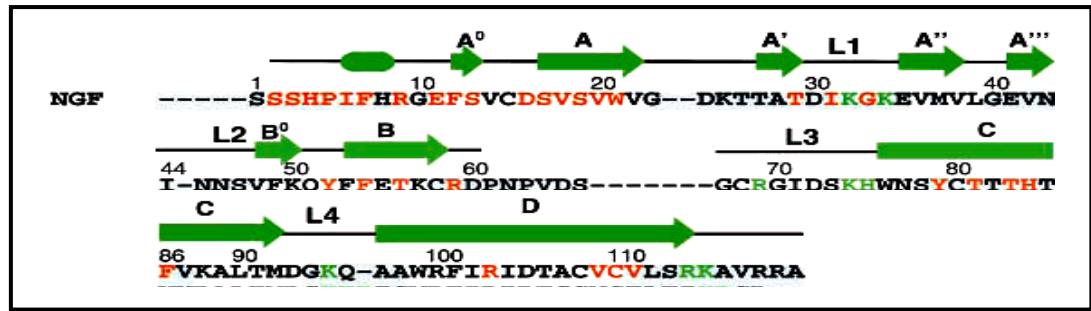 A⁰ A A' L1 A'' A'''
1 10 20 30 40
NGF -----SSSHPIFHRGEFSVCDSVSVWVG--DKTTATDIKGKEVMVLGEVN
L2 B⁰ B L3 C
44 50 60 70 80
I-NNSVFKQYFFETKCRDPNPVDS-------GCRGIDSKHWNSYCTTTHT
C L4 D
86 90 100 110
FVKALTMDGKQ-AAWRFIRIDTACVCVLSRKAVRRA